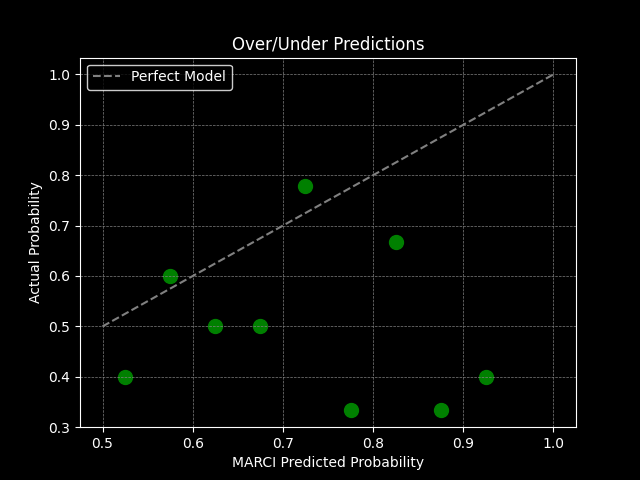 Over/Under Predictions
Perfect Model
1.0
0.9
0.8
0.7
0.6
0.5
0.4
0.3
Actual Probability
0.5 0.6 0.7 0.8 0.9 1.0
MARCI Predicted Probability